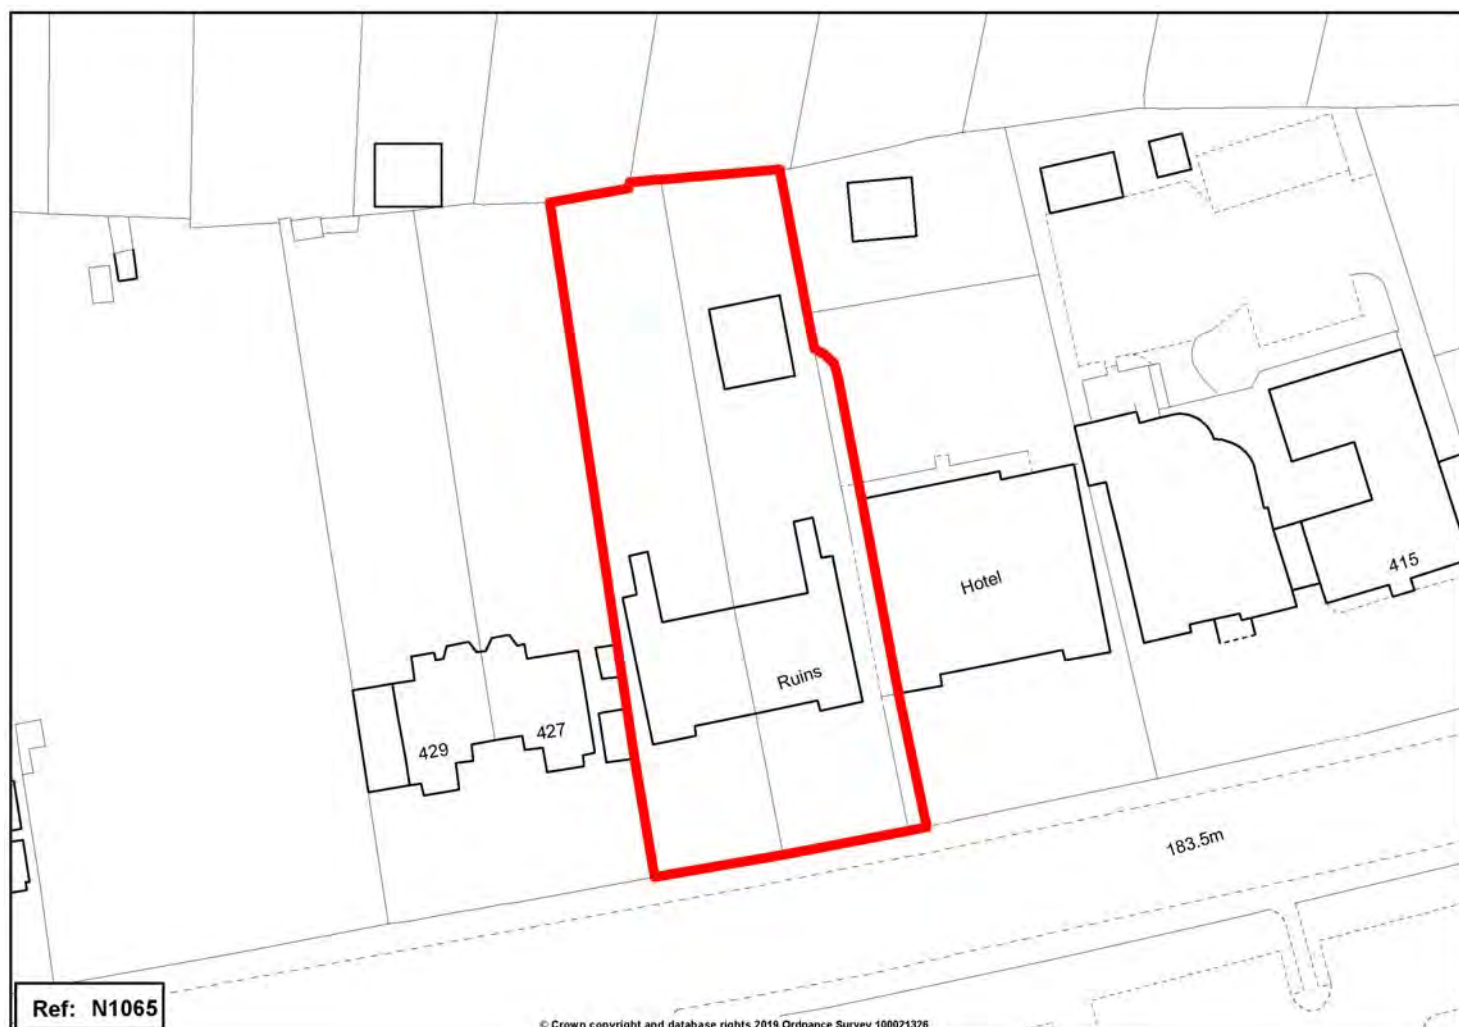 Hotel
415
Ruins
427
429
183.5m
Ref: N1065
© Crown copyright and database rights 2019 Ordnance Survey 100021326